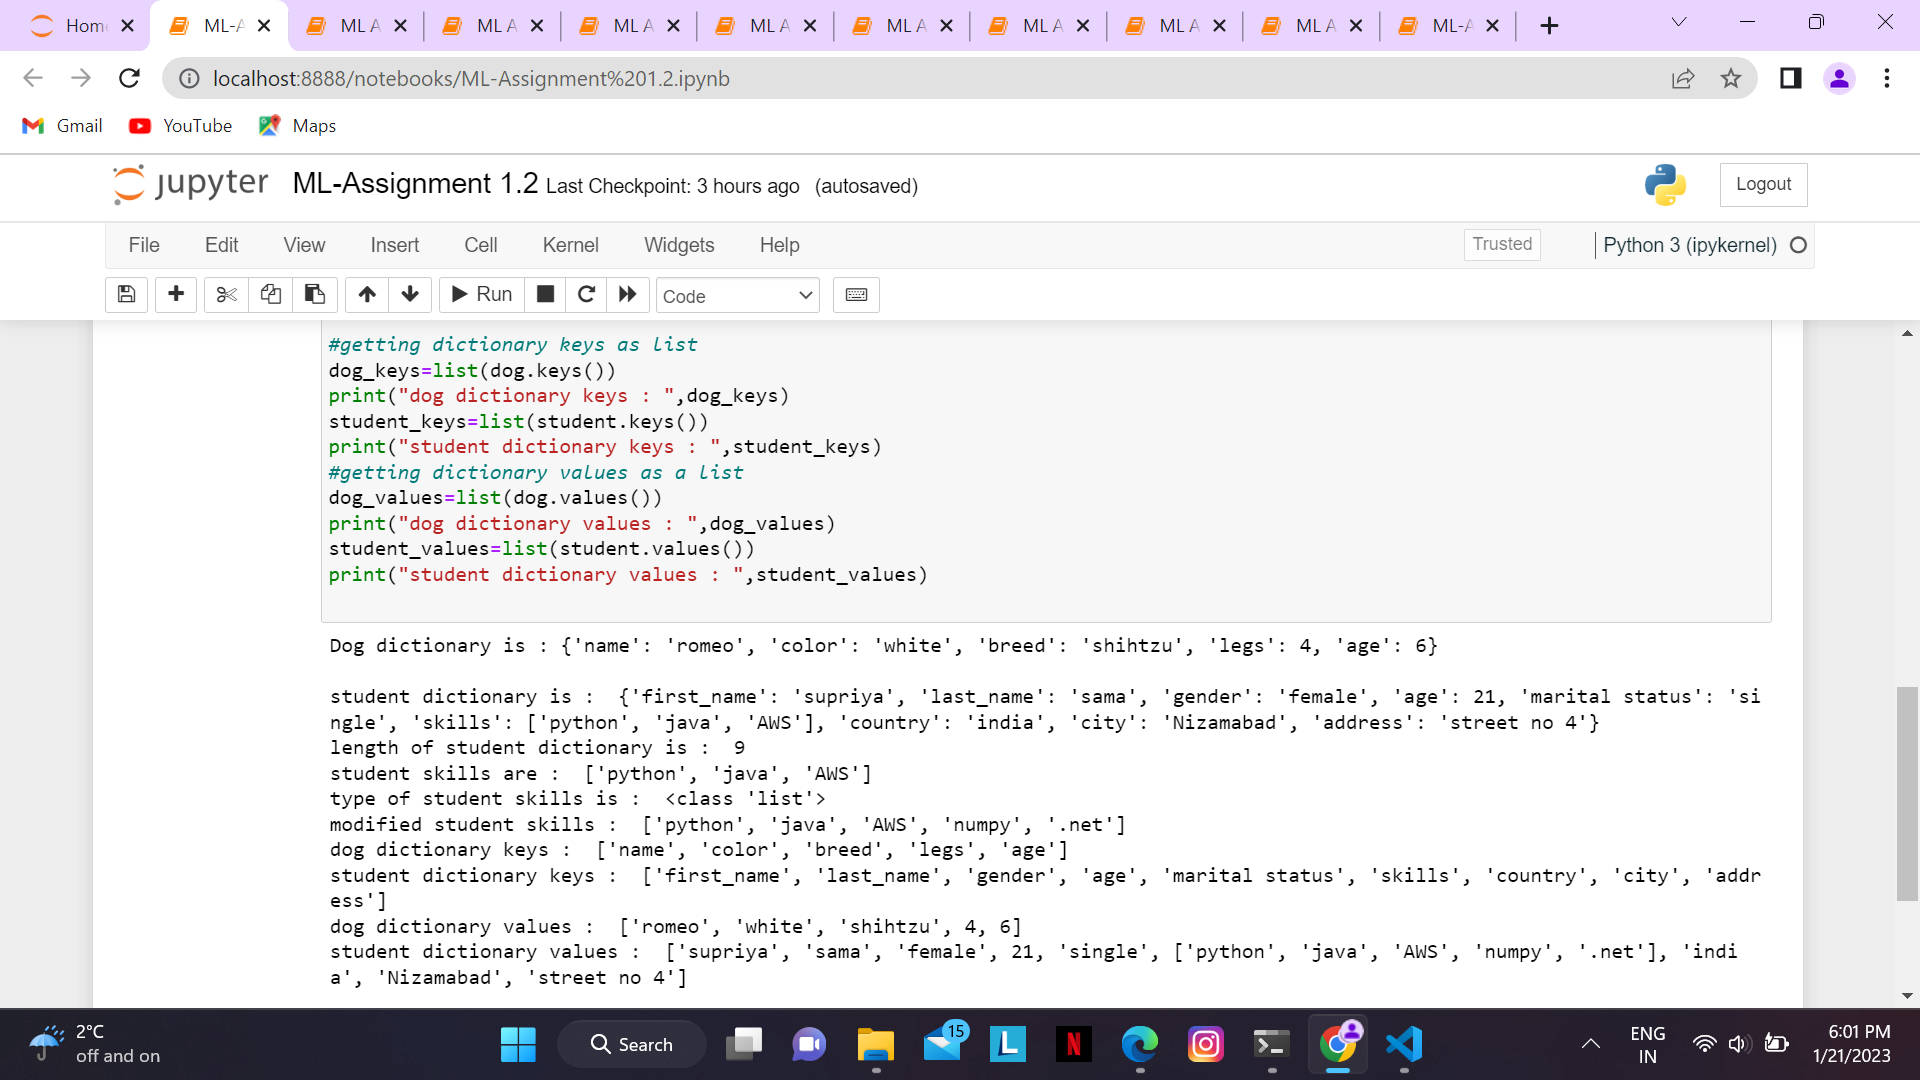 Hom
ML-A
ML A
ML A
ML A
ML A
ML A
ML A
ML A
ML A
ML-A
localhost:8888/notebooks/ML-Assignment%201.2.ipynb
Gmail YouTube Maps
jupyter ML-Assignment 1.2 Last Checkpoint: 3 hours ago (autosaved) Logout
File Edit View Insert Cell Kernel Widgets Help Trusted Python 3 (ipykernel)
Run Code
#getting dictionary keys as list
dog_keys=list(dog.keys())
print("dog dictionary keys : ",dog_keys)
student_keys=list(student.keys())
print("student dictionary keys : ",student_keys)
#getting dictionary values as a list
dog_values=list(dog.values())
print("dog dictionary values : ",dog_values)
student_values=list(student.values())
print("student dictionary values : ",student_values)
Dog dictionary is : {'name': 'romeo', 'color': 'white', 'breed': 'shihtzu', 'legs': 4, 'age': 6}
student dictionary is :  {'first_name': 'supriya', 'last_name': 'sama', 'gender': 'female', 'age': 21, 'marital status': 'si
ngle', 'skills': ['python', 'java', 'AWS'], 'country': 'india', 'city': 'Nizamabad', 'address': 'street no 4'}
length of student dictionary is :  9
student skills are :  ['python', 'java', 'AWS']
type of student skills is :  <class 'list'>
modified student skills :  ['python', 'java', 'AWS', 'numpy', '.net']
dog dictionary keys :  ['name', 'color', 'breed', 'legs', 'age']
student dictionary keys :  ['first_name', 'last_name', 'gender', 'age', 'marital status', 'skills', 'country', 'city', 'addr
ess']
dog dictionary values :  ['romeo', 'white', 'shihtzu', 4, 6]
student dictionary values :  ['supriya', 'sama', 'female', 21, 'single', ['python', 'java', 'AWS', 'numpy', '.net'], 'indi
a', 'Nizamabad', 'street no 4']
2°C
off and on
Search
15
L
N
ENG
IN
6:01 PM
1/21/2023